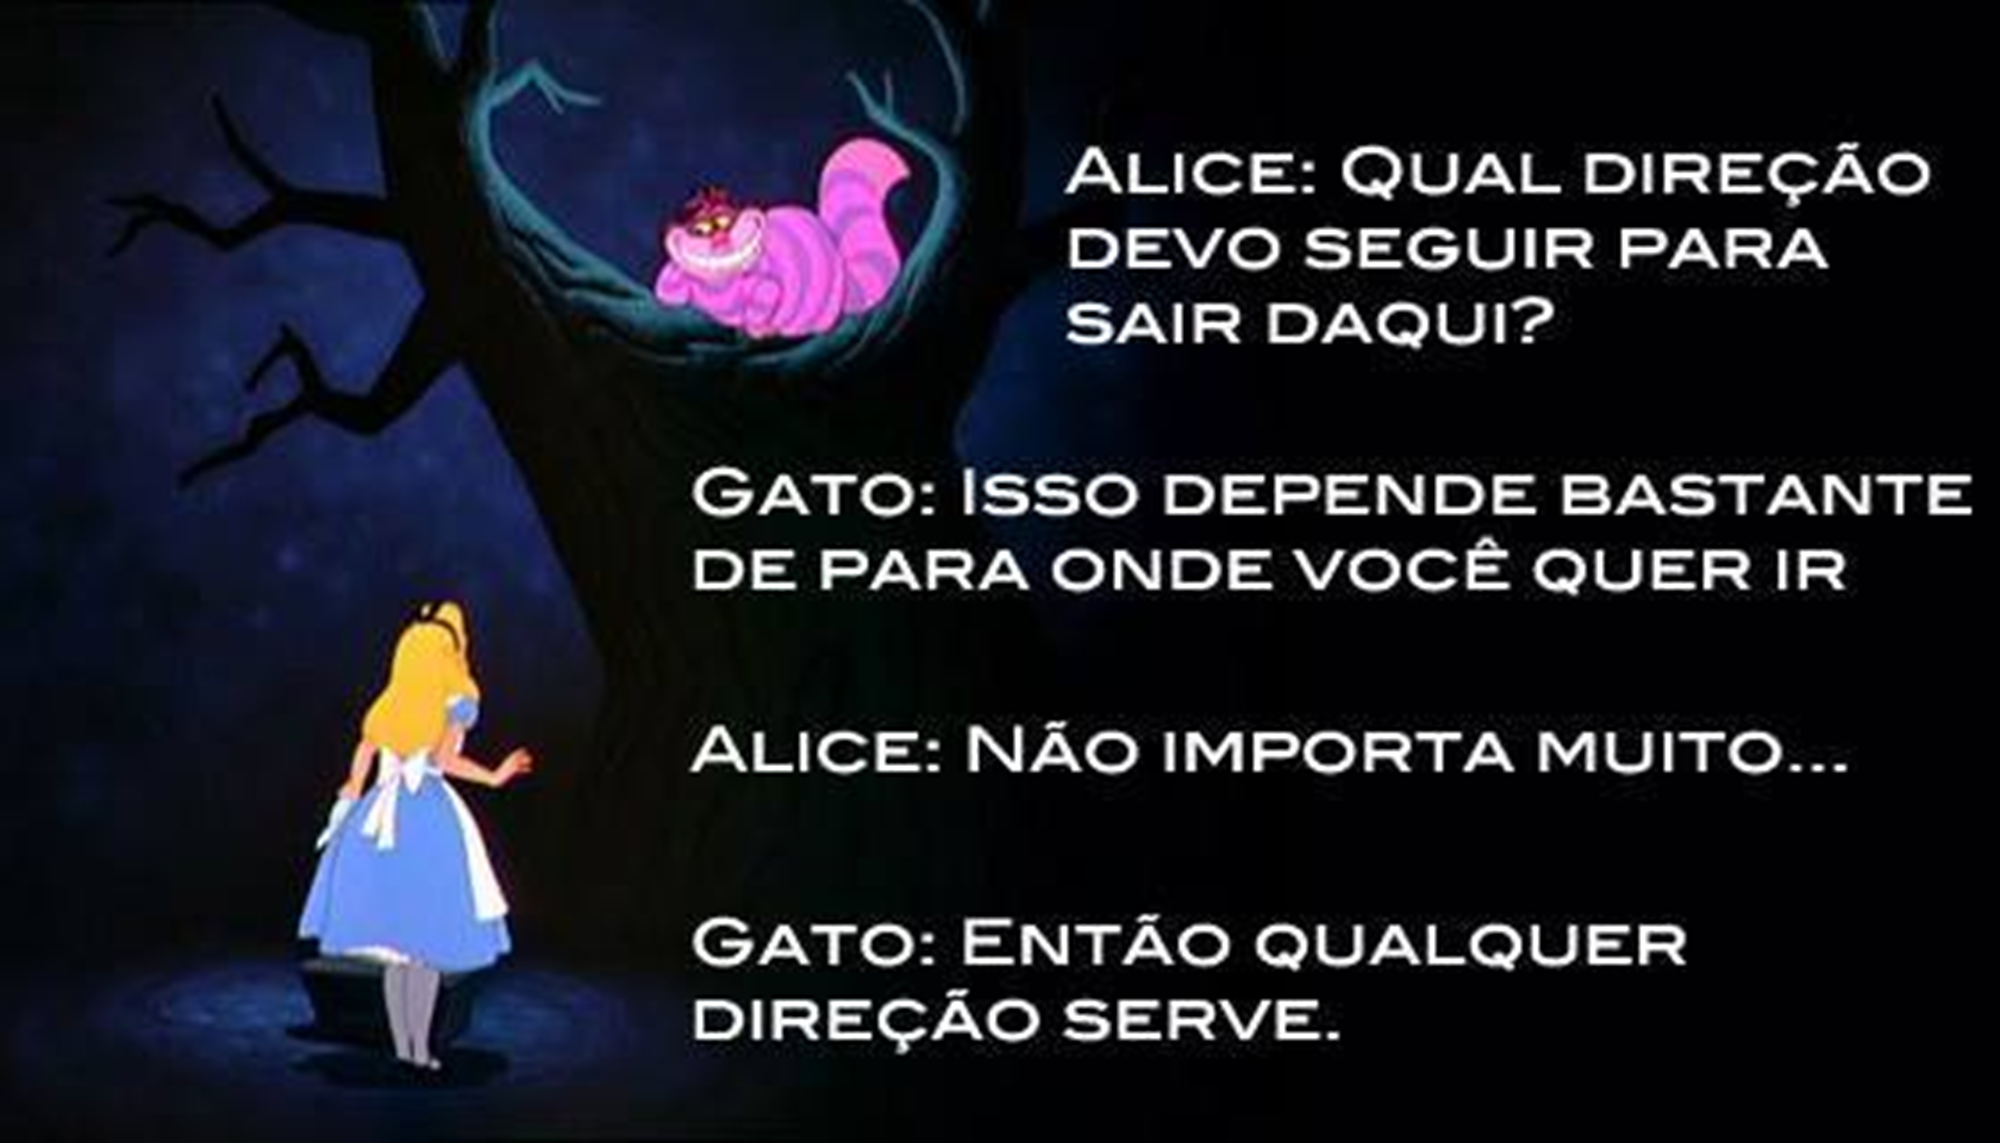 Alice: Qual direção
devo seguir para
sair daqui?
Gato: Isso depende bastante
de para onde você quer ir
Alice: Não importa muito...
Gato: Então qualquer
direção serve.